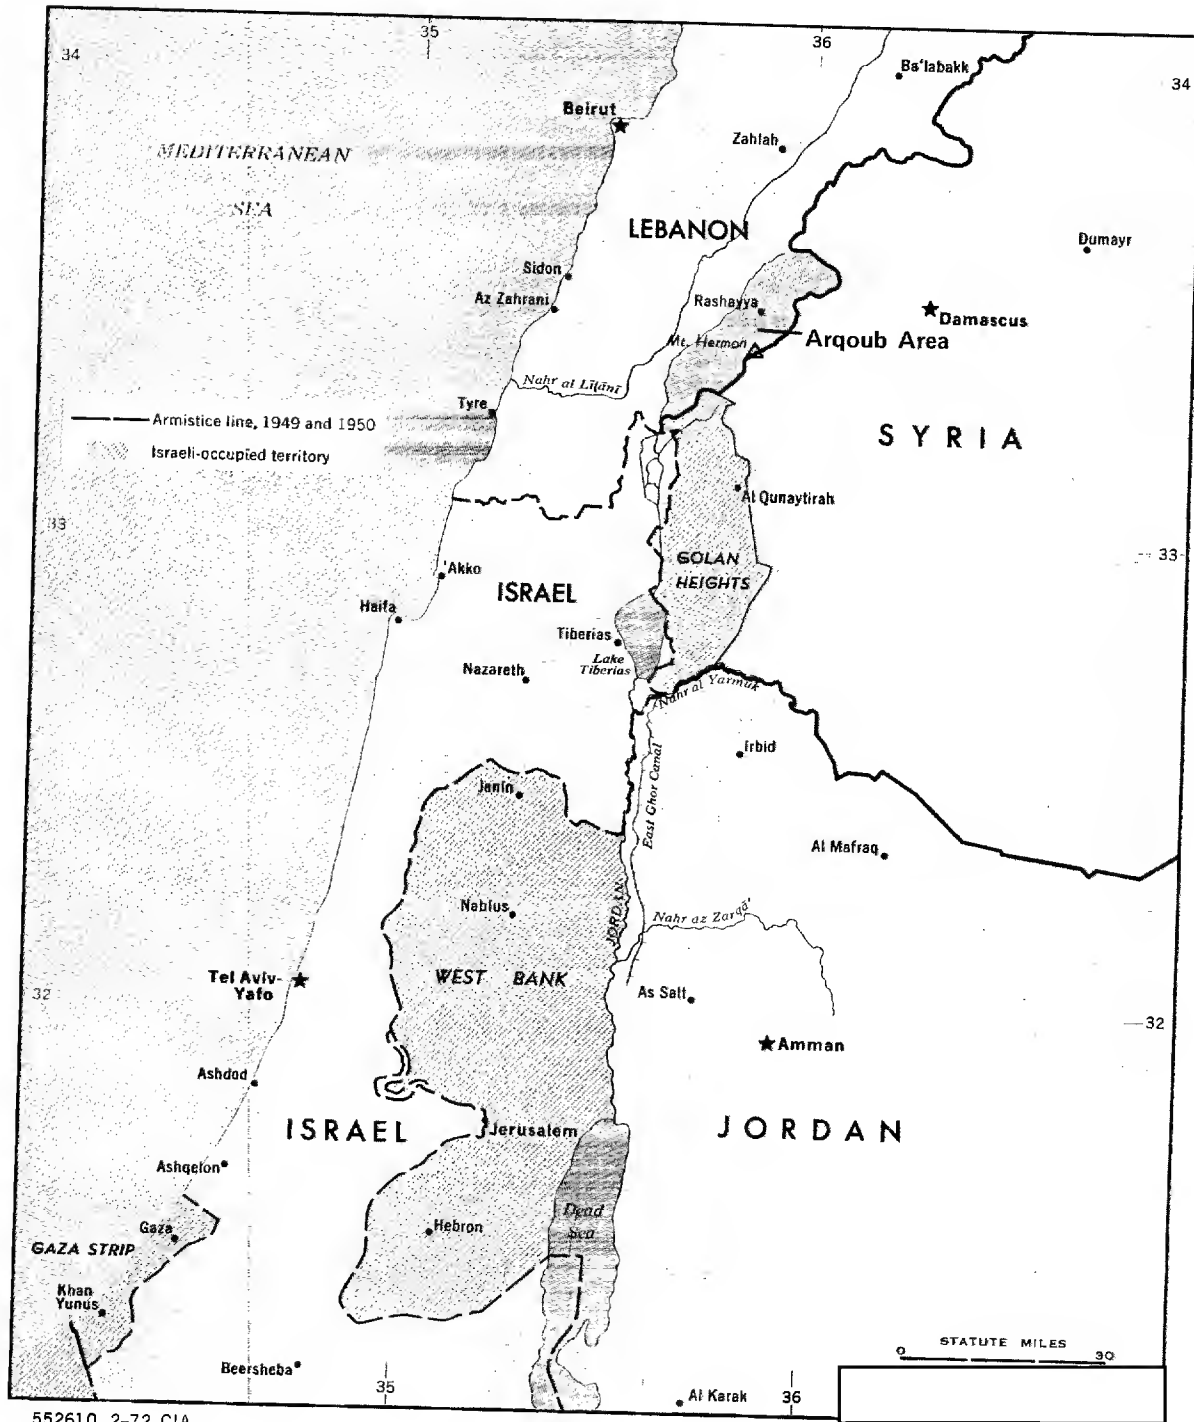 35
36
34
34
Ba'labakk
Beirut
Zahlah
MEDITERRANEAN
SEA
LEBANON
Dumayr
Sidon
Az Zahrani
Rashayya
Damascus
Mt. Hermon
Arqoub Area
Nahr al Līṭānī
Tyre
Armistice line, 1949 and 1950
SYRIA
Israeli-occupied territory
Al Qunaytirah
33
33
GOLAN
HEIGHTS
'Akko
ISRAEL
Haifa
Tiberias
Lake
Tiberias
Nazareth
Nahr al Yarmuk
Irbid
East Ghor Canal
Janin
Al Mafraq
Nablus
JORDAN
Nahr az Zarqā'
WEST BANK
Tel Aviv-
Yafo
As Salt
32
32
Amman
Ashdod
ISRAEL
Jerusalem
JORDAN
Ashqelon
Dead
Sea
Gaza
Hebron
GAZA STRIP
Khan
Yunus
STATUTE MILES
0 30
Beersheba
35
36
Al Karak
552610 2-72 CIA